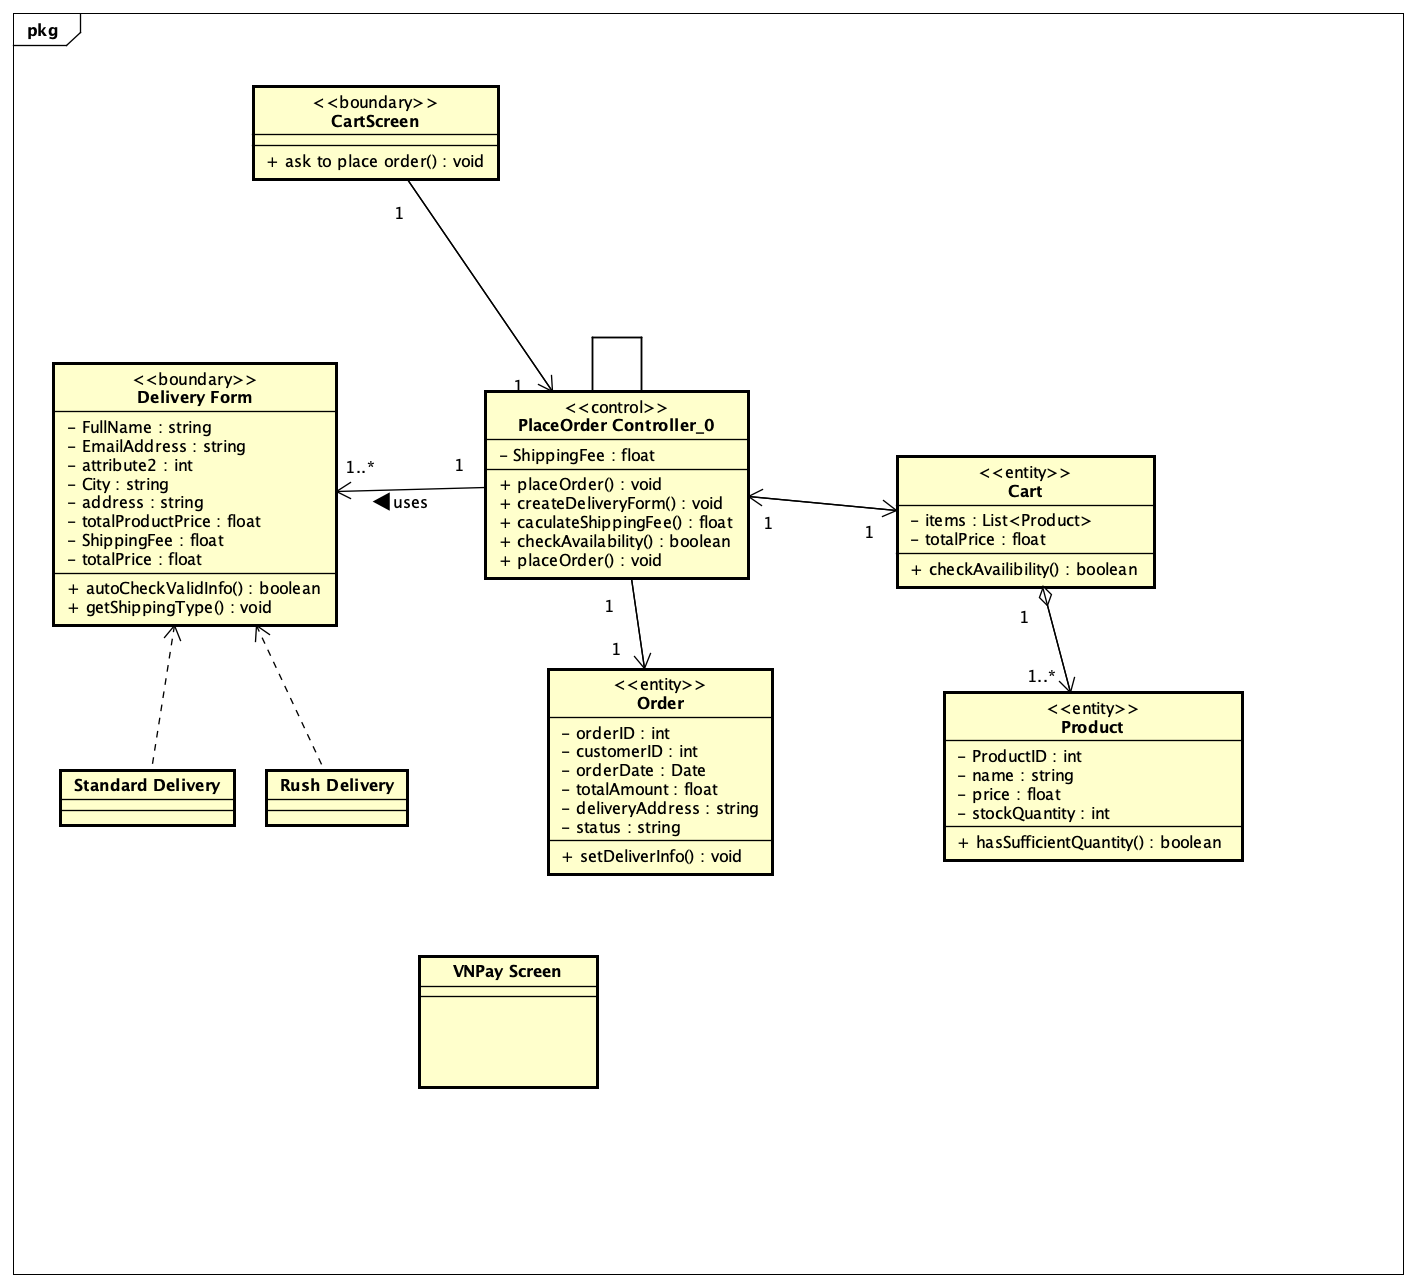 pkg
<<boundary>>
CartScreen
+ ask to place order() : void
1
1
<<boundary>>
Delivery Form
- FullName : string
- EmailAddress : string
- attribute2 : int
- City : string
- address : string
- totalProductPrice : float
- ShippingFee : float
- totalPrice : float
+ autoCheckValidInfo() : boolean
+ getShippingType() : void
1..*
1
uses
<<control>>
PlaceOrder Controller_0
- ShippingFee : float
+ placeOrder() : void
+ createDeliveryForm() : void
+ caculateShippingFee() : float
+ checkAvailability() : boolean
+ placeOrder() : void
1
1
<<entity>>
Cart
- items : List<Product>
- totalPrice : float
+ checkAvailibility() : boolean
1
1
1
1..*
<<entity>>
Order
- orderID : int
- customerID : int
- orderDate : Date
- totalAmount : float
- deliveryAddress : string
- status : string
+ setDeliverInfo() : void
<<entity>>
Product
- ProductID : int
- name : string
- price : float
- stockQuantity : int
+ hasSufficientQuantity() : boolean
Standard Delivery
Rush Delivery
VNPay Screen